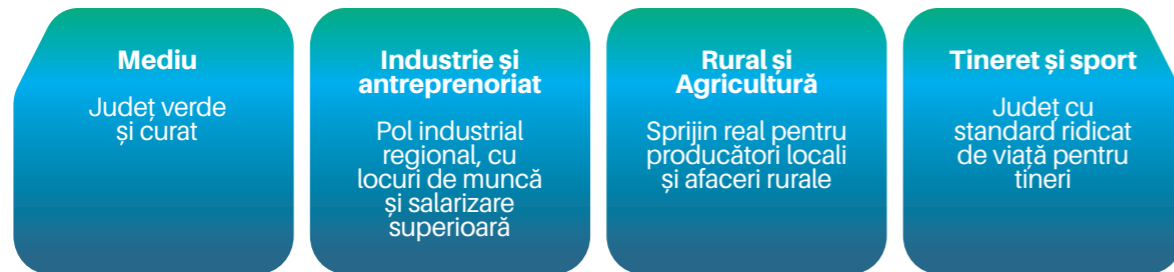 Mediu
Județ verde
și curat
Industrie și
antreprenoriat
Pol industrial
regional, cu
locuri de muncă
și salarizare
superioară
Rural și
Agricultură
Sprijin real pentru
producători locali
și afaceri rurale
Tineret și sport
Județ cu
standard ridicat
de viață pentru
tineri